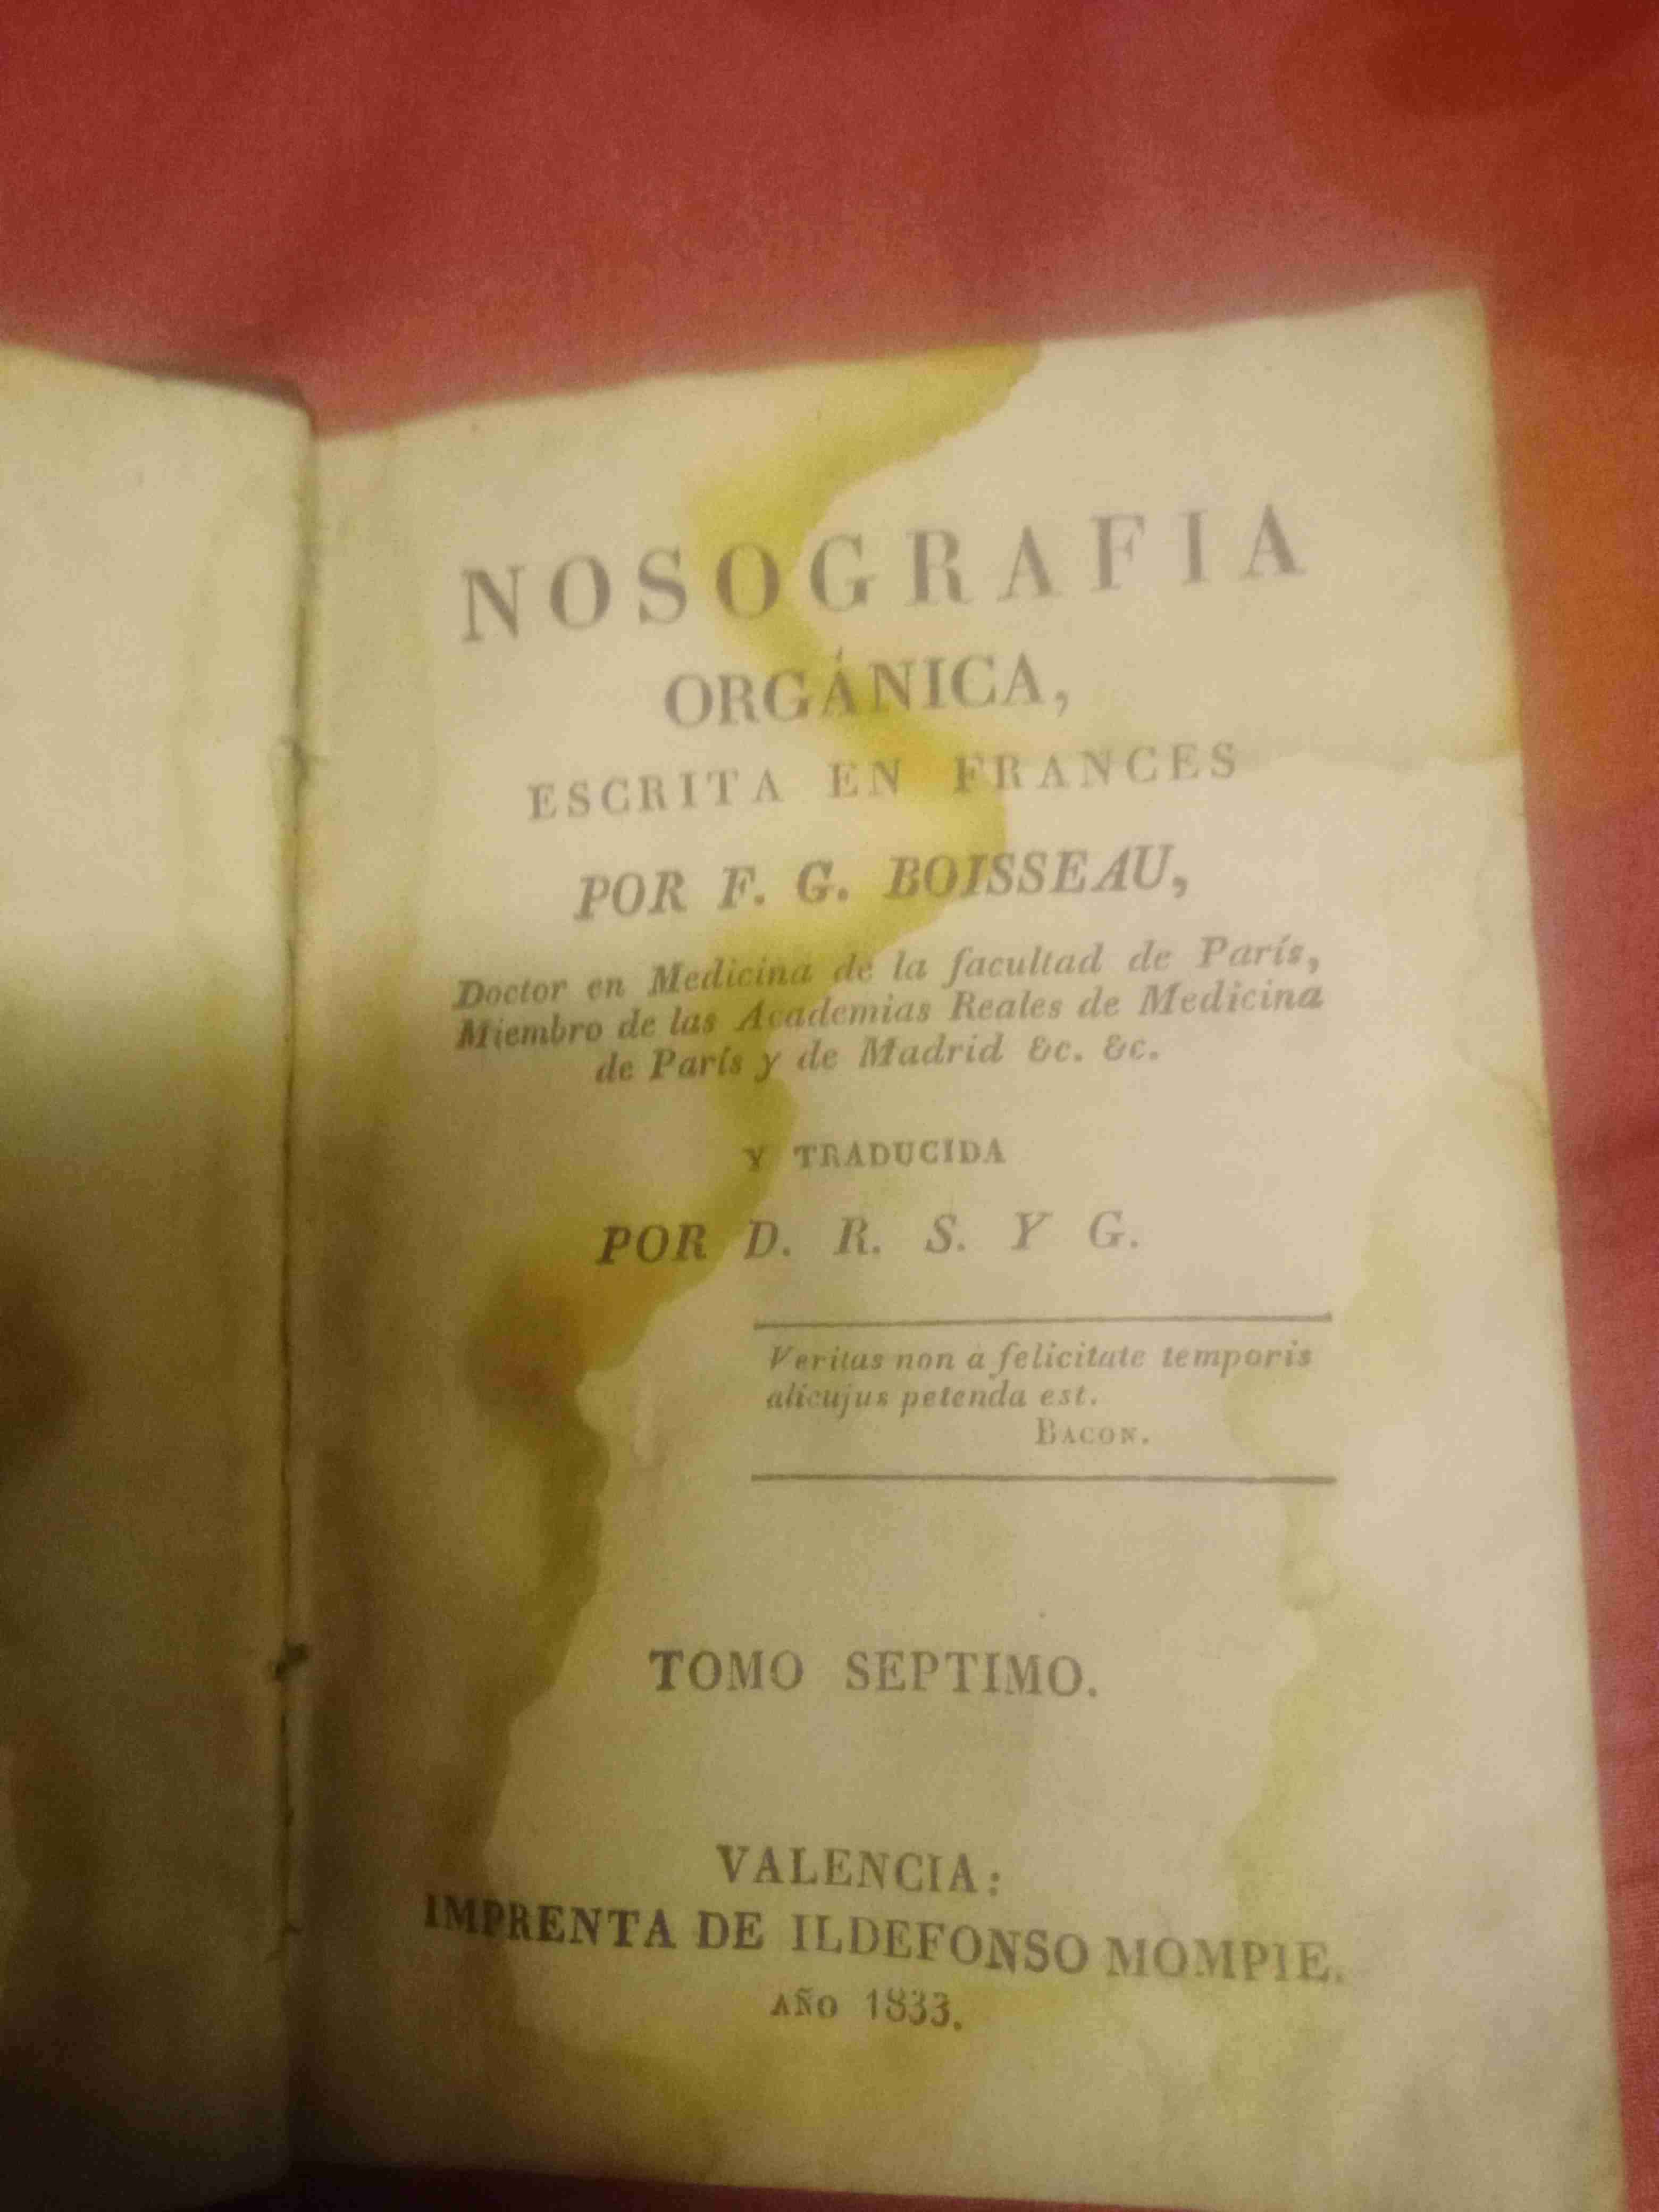 NOSOGRAFIA
ORGÁNICA,
ESCRITA EN FRANCES
POR F. G. BOISSEAU,
Doctor en Medicina de la facultad de París,
Miembro de las Academias Reales de Medicina
de París y de Madrid &c. &c.
Y TRADUCIDA
POR D. R. S. Y G.
Veritas non à felicitate temporis
alicujus petenda est.
BACON.
TOMO SEPTIMO.
VALENCIA:
IMPRENTA DE ILDEFONSO MOMPIE.
AÑO 1833.